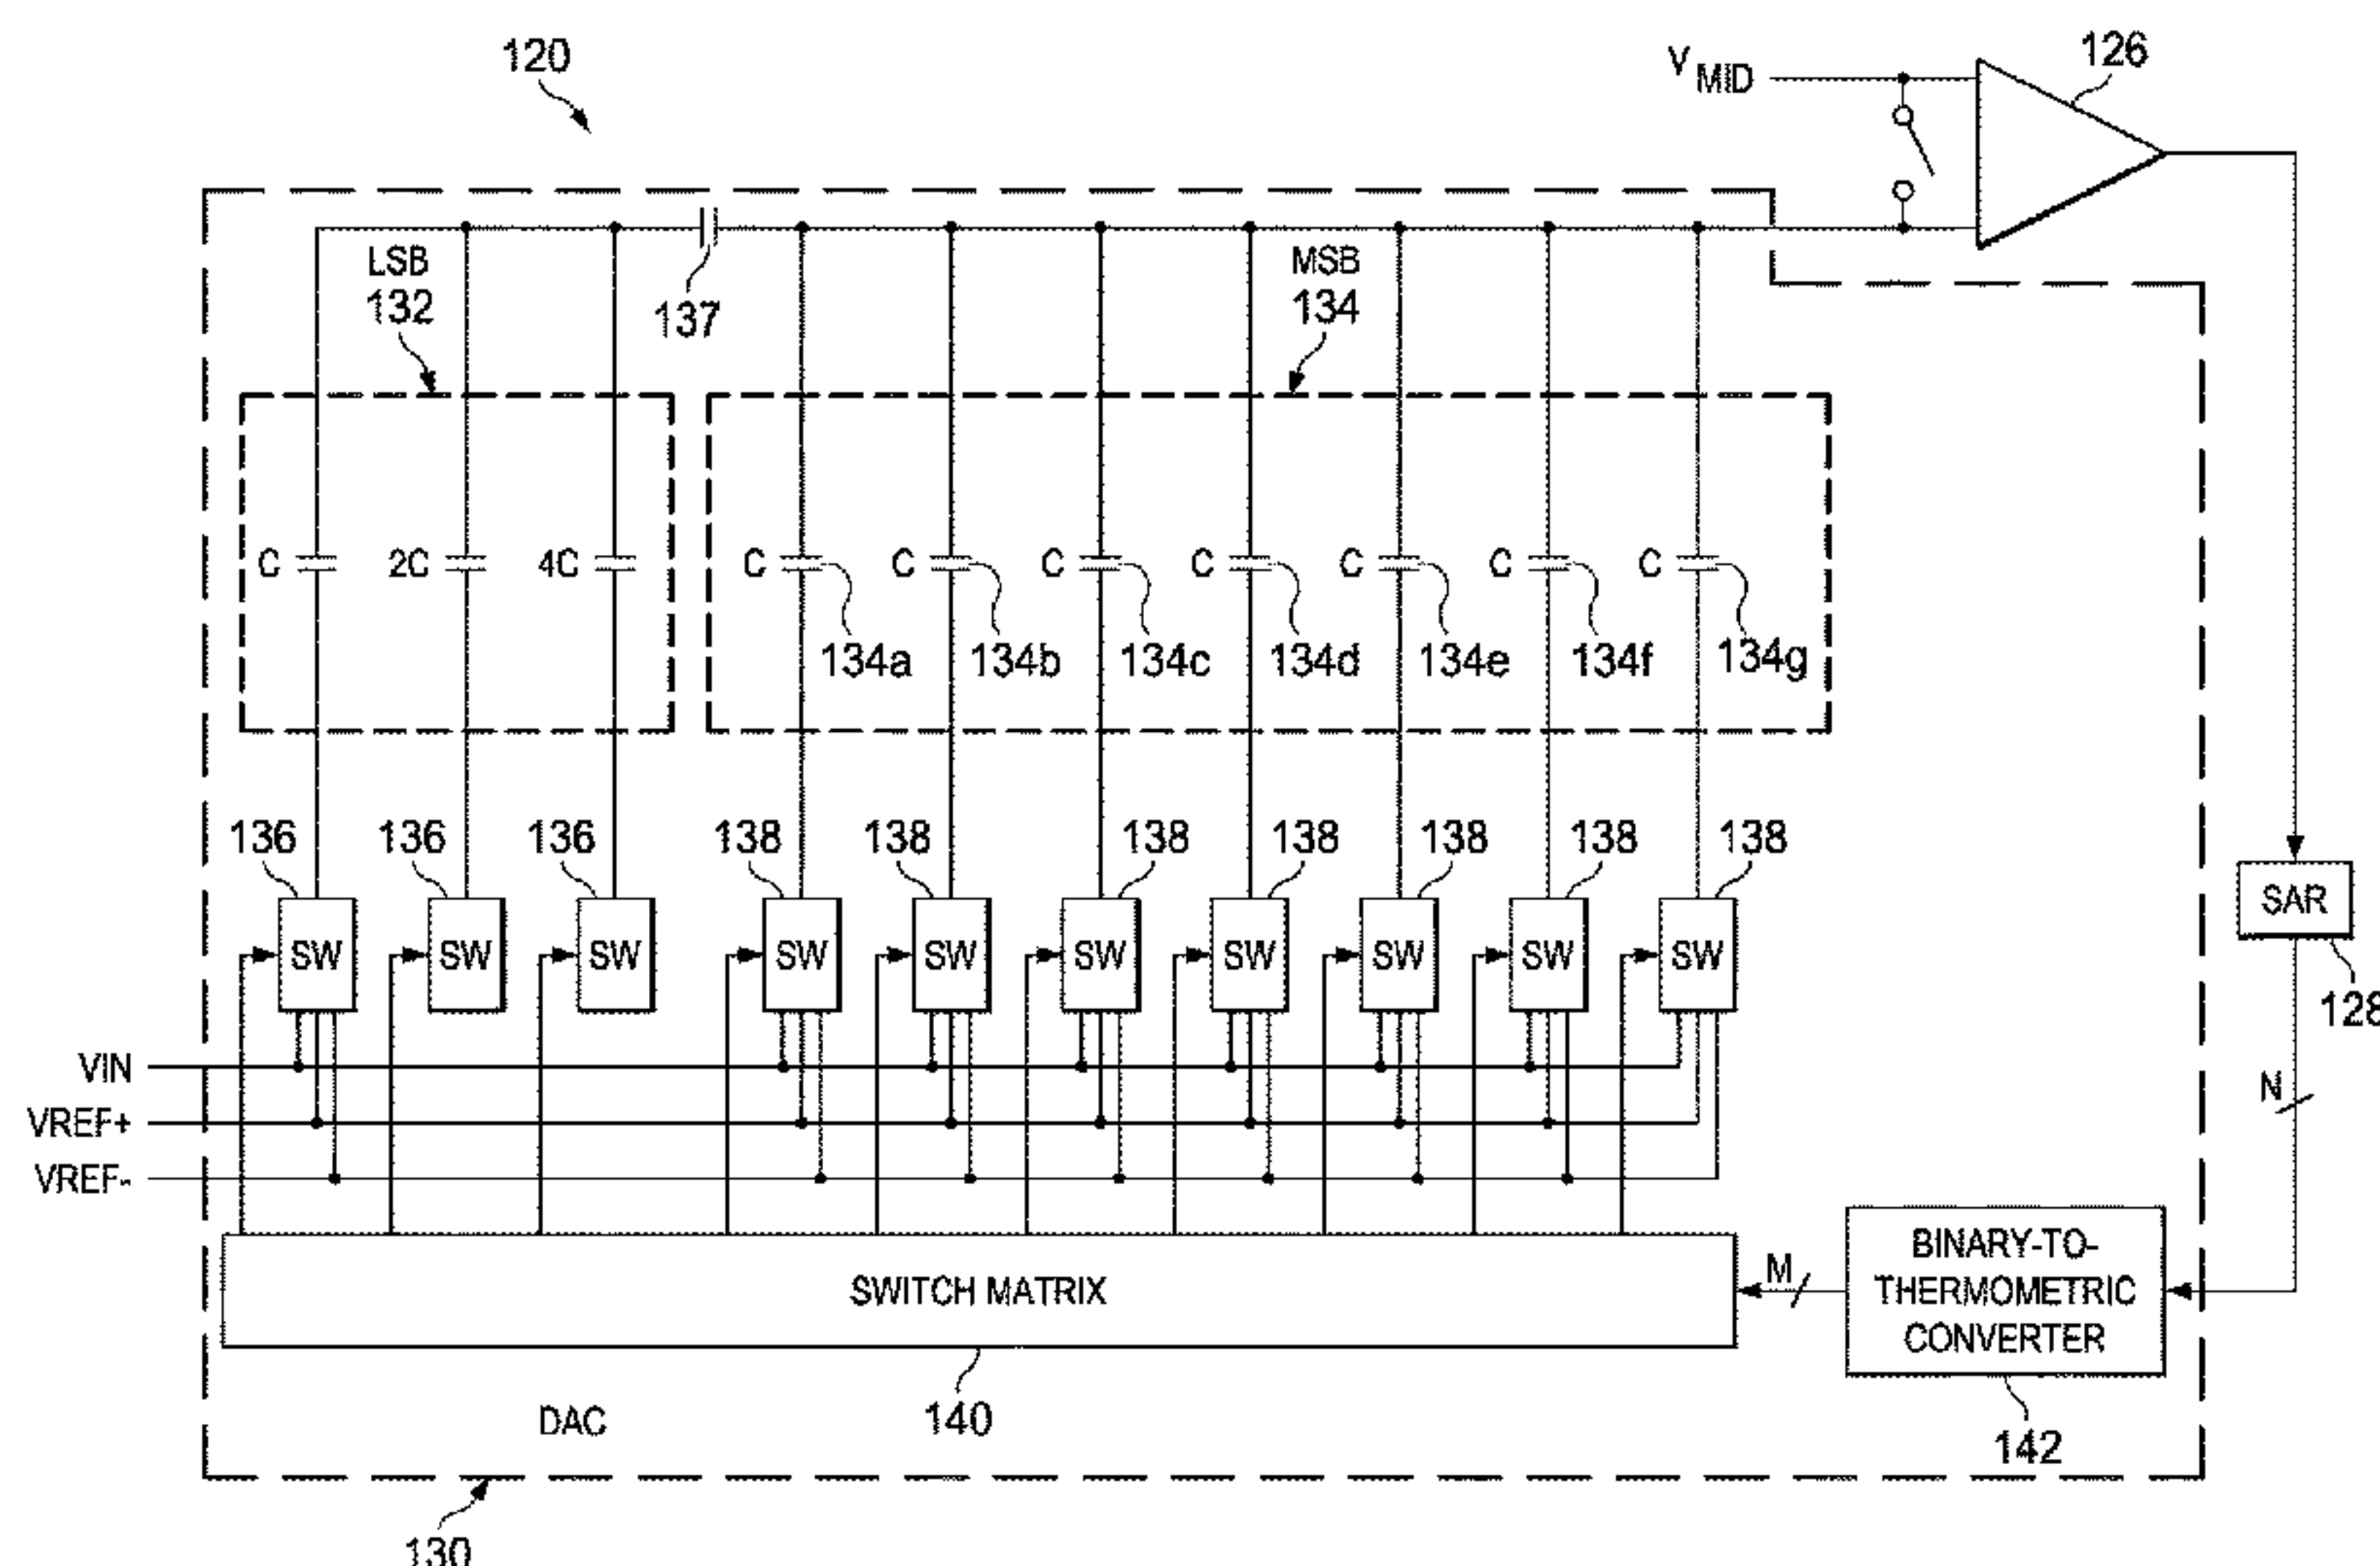 120
V MID
126
LSB
132
137
MSB
134
C
2C
4C
C
C
C
C
C
C
C
134a
134b
134c
134d
134e
134f
134g
136
136
136
138
138
138
138
138
138
138
SW
SW
SW
SW
SW
SW
SW
SW
SW
SW
SAR
128
N
VIN
VREF+
VREF-
SWITCH MATRIX
M
BINARY-TO-
THERMOMETRIC
CONVERTER
140
142
DAC
130